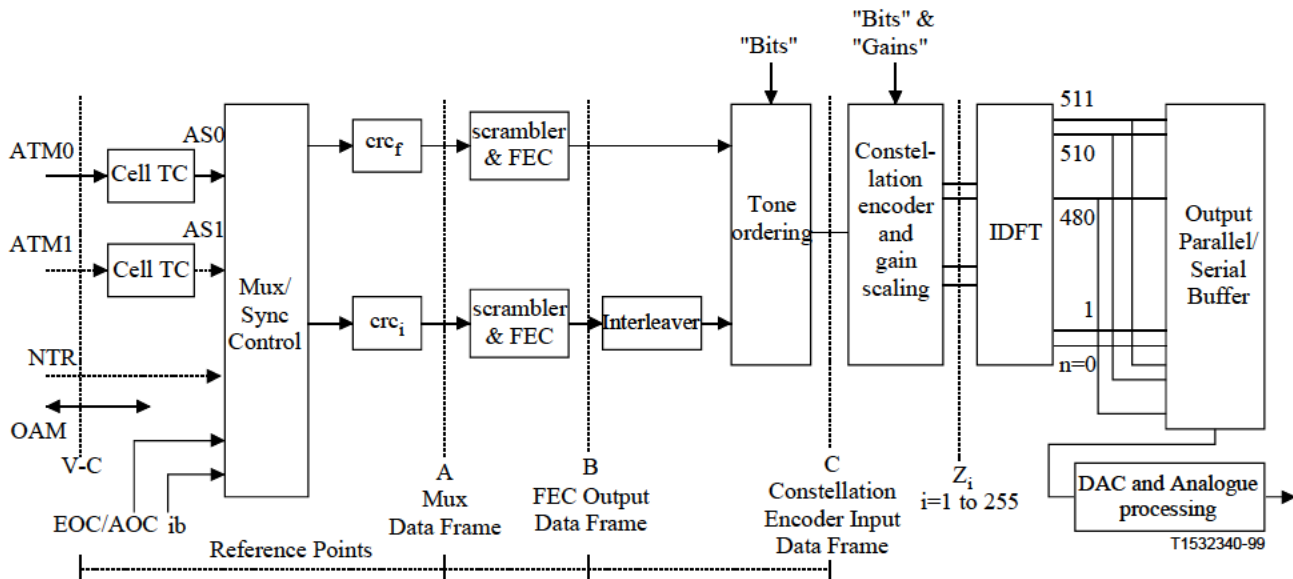 "Bits"
"Bits" &
"Gains"
ATM0
Cell TC
AS0
ATM1
Cell TC
AS1
NTR
OAM
V-C
EOC/AOC ib
Mux/
Sync
Control
crcf
crci
scrambler
& FEC
scrambler
& FEC
Interleaver
Tone
ordering
Constel-
lation
encoder
and
gain
scaling
IDFT
511
510
480
1
n=0
Output
Parallel/
Serial
Buffer
A
Mux
Data Frame
B
FEC Output
Data Frame
C
Constellation
Encoder Input
Data Frame
Zi
i=1 to 255
DAC and Analogue
processing
T1532340-99
Reference Points